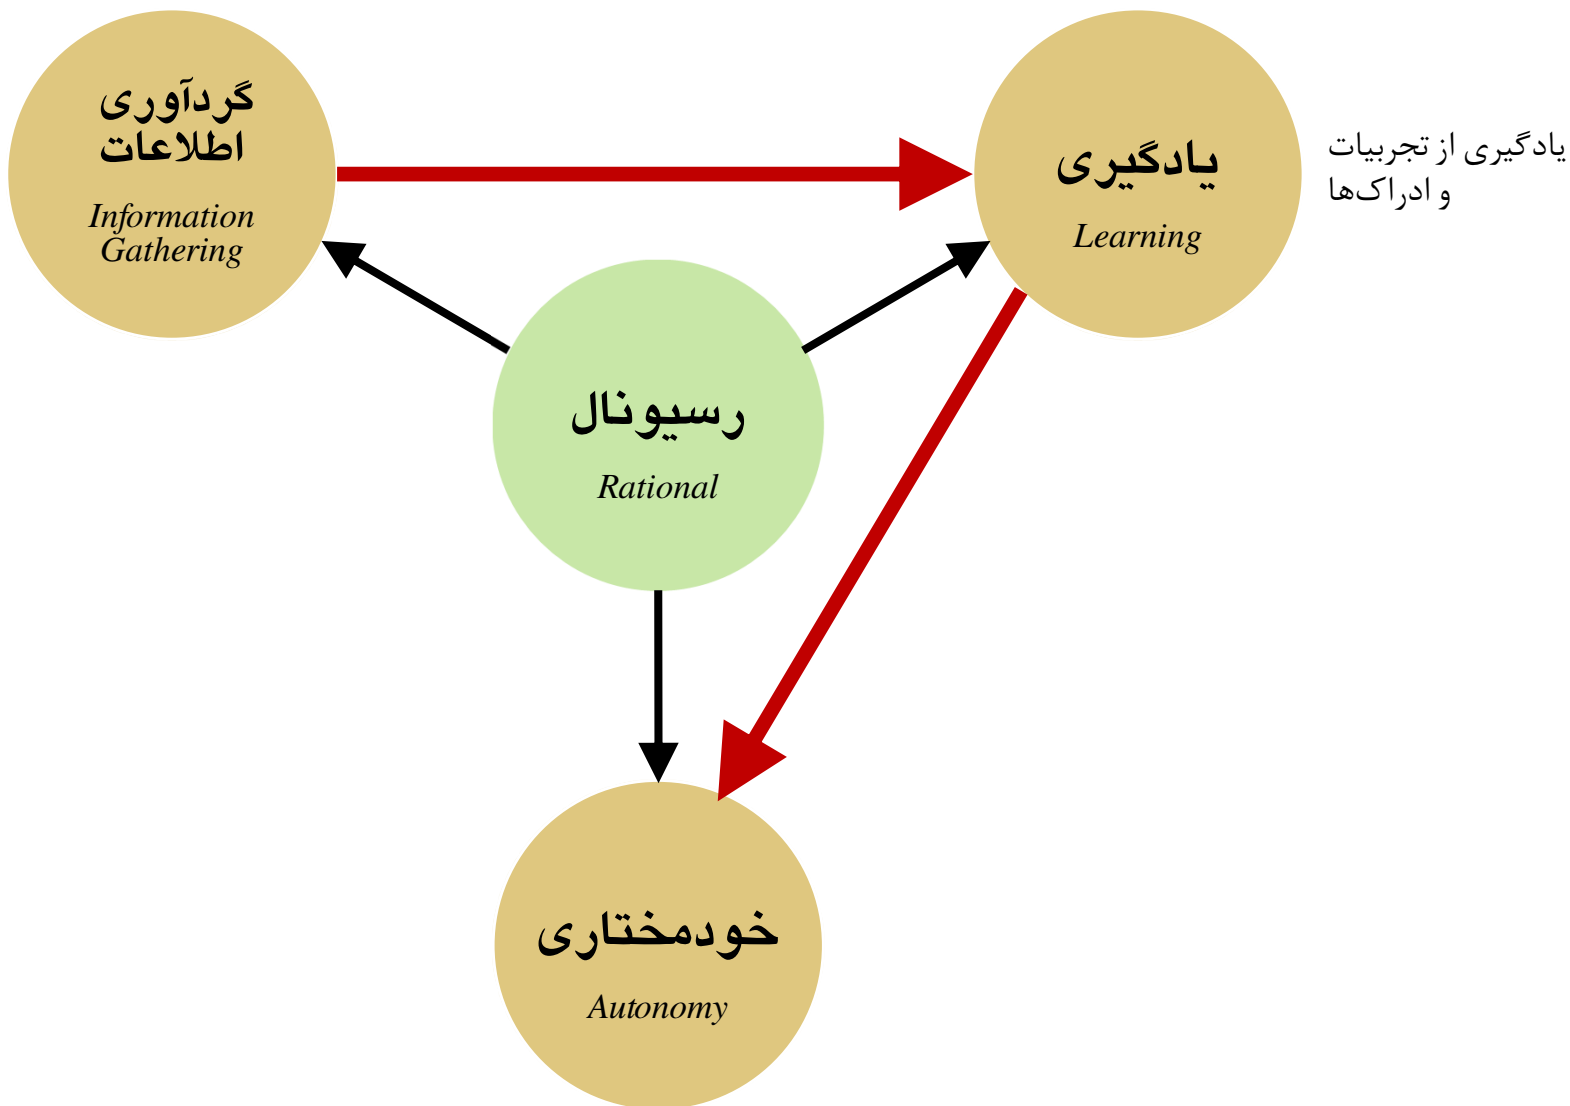 گردآوری
اطلاعات
Information
Gathering
یادگیری
Learning
یادگیری از تجربیات
و ادراک‌ها
رسیونال
Rational
خودمختاری
Autonomy